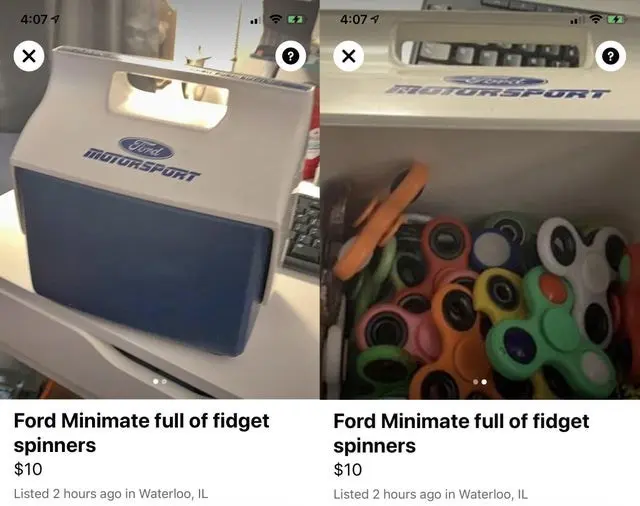 4:07
Ford
MOTORSPORT
Ford Minimate full of fidget
spinners
$10
Listed 2 hours ago in Waterloo, IL
4:07
Ford
MOTORSPORT
Ford Minimate full of fidget
spinners
$10
Listed 2 hours ago in Waterloo, IL